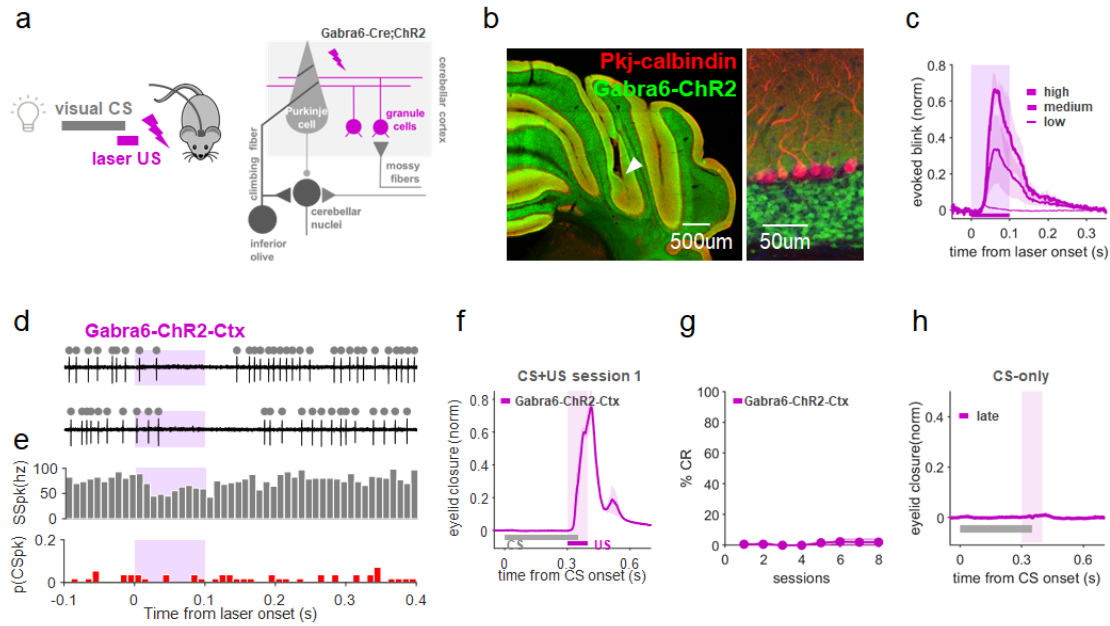 a
Gabra6-Cre;ChR2
visual CS
laser US
Purkinje
cell
granule
cells
cerebellar
cortex
climbing fiber
mossy
fibers
cerebellar
nuclei
inferior
olive
b
Pkj-calbindin
Gabra6-ChR2
500um
50um
c
evoked blink (norm)
0.8
0.6
0.4
0.2
-0.0
high
medium
low
0 0.1 0.2 0.3
time from laser onset (s)
d
Gabra6-ChR2-Ctx
e
SSpk(hz)
100
50
0
p(CSpk)
0.2
0
-0.1 0 0.1 0.2 0.3 0.4
Time from laser onset (s)
f
CS+US session 1
Gabra6-ChR2-Ctx
eyelid closure (norm)
0.8
0.6
0.4
0.2
0
CS
US
0.0 0.3 0.6
time from CS onset (s)
g
Gabra6-ChR2-Ctx
% CR
100
80
60
40
20
0
0 2 4 6 8
sessions
h
CS-only
late
eyelid closure(norm)
0.4
0.2
0
0.0 0.3 0.6
time from CS onset (s)